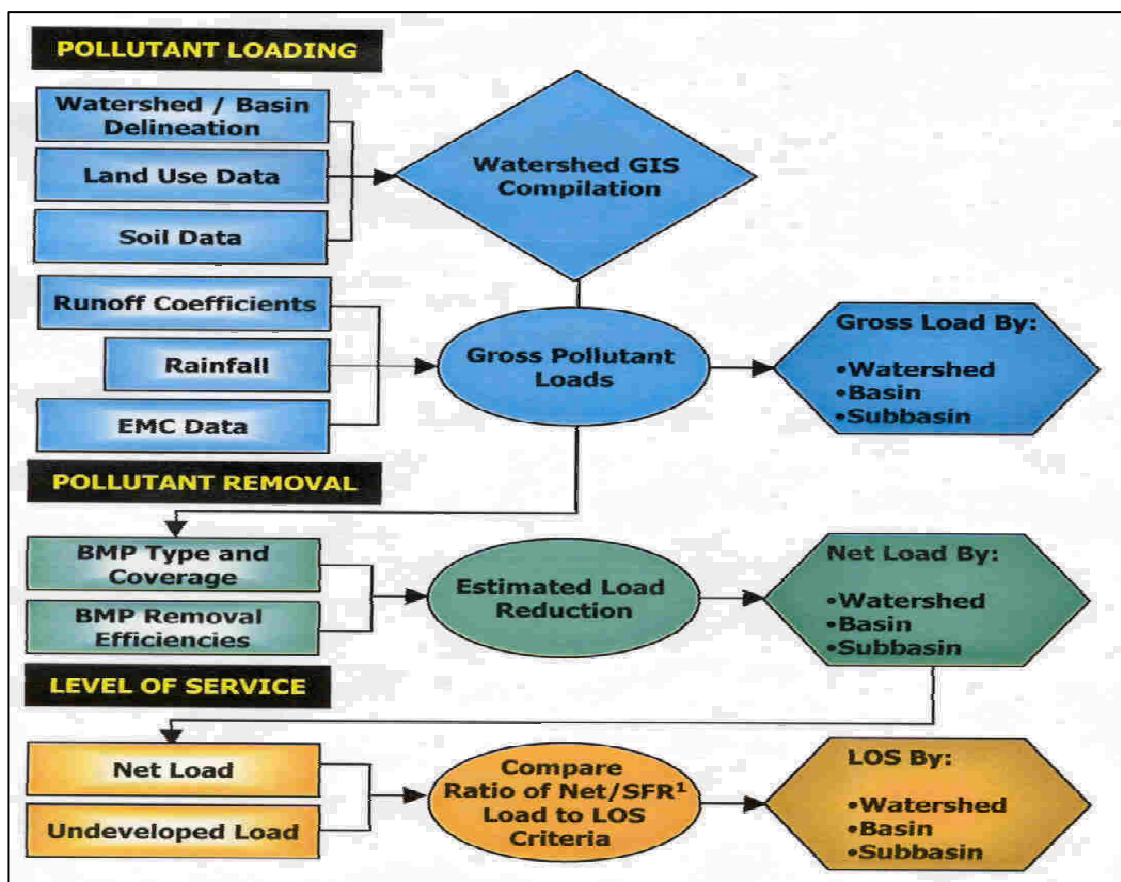 POLLUTANT LOADING
Watershed / Basin
Delineation
Land Use Data
Soil Data
Watershed GIS
Compilation
Runoff Coefficients
Rainfall
EMC Data
Gross Pollutant
Loads
Gross Load By:
•Watershed
•Basin
•Subbasin
POLLUTANT REMOVAL
BMP Type and
Coverage
BMP Removal
Efficiencies
Estimated Load
Reduction
Net Load By:
•Watershed
•Basin
•Subbasin
LEVEL OF SERVICE
Net Load
Undeveloped Load
Compare
Ratio of Net/SFR¹
Load to LOS
Criteria
LOS By:
•Watershed
•Basin
•Subbasin